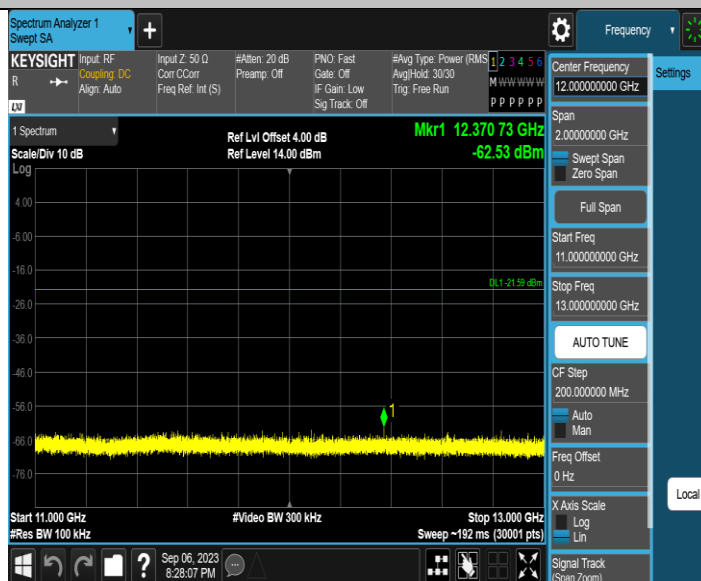 Spectrum Analyzer 1
Swept SA
Frequency
KEYSIGHT
R
LXI
Input: RF
Coupling: DC
Align: Auto
Input Z: 50 Ω
Corr CCorr
Freq Ref: Int (S)
#Atten: 20 dB
Preamp: Off
PNO: Fast
Gate: Off
IF Gain: Low
Sig Track: Off
#Avg Type: Power (RMS
Avg|Hold: 30/30
Trig: Free Run
1 2 3 4 5 6
M W W W W W
P P P P P P
1 Spectrum
Scale/Div 10 dB
Log
Ref Lvl Offset 4.00 dB
Ref Level 14.00 dBm
Mkr1 12.370 73 GHz
-62.53 dBm
4.00
-6.00
-16.0
DL1 -21.59 dBm
-26.0
-36.0
-46.0
-56.0
1
-66.0
-76.0
Start 11.000 GHz
#Res BW 100 kHz
#Video BW 300 kHz
Stop 13.000 GHz
Sweep ~192 ms (30001 pts)
Sep 06, 2023
8:28:07 PM
Center Frequency
12.000000000 GHz
Settings
Span
2.00000000 GHz
Swept Span
Zero Span
Full Span
Start Freq
11.000000000 GHz
Stop Freq
13.000000000 GHz
AUTO TUNE
CF Step
200.000000 MHz
Auto
Man
Freq Offset
0 Hz
Local
X Axis Scale
Log
Lin
Signal Track
(Span Zoom)